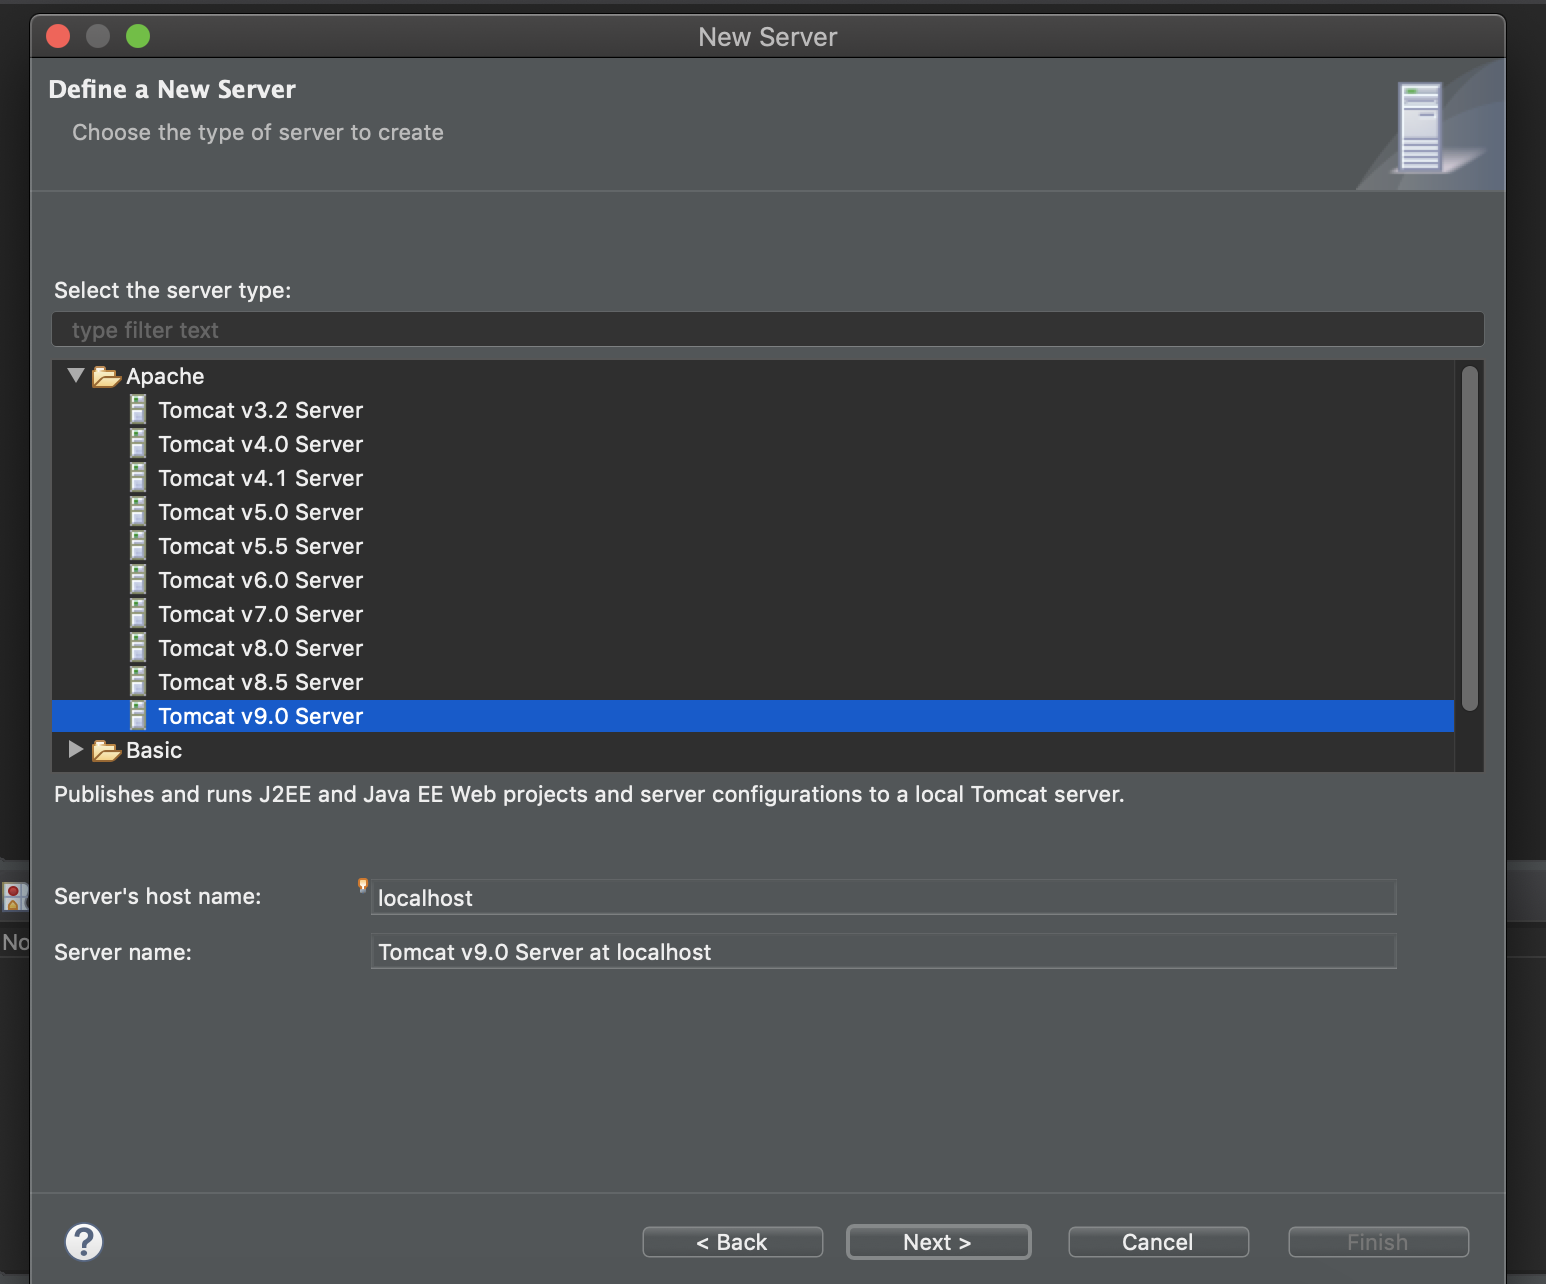 New Server
Define a New Server
Choose the type of server to create
Select the server type:
type filter text
Apache
Tomcat v3.2 Server
Tomcat v4.0 Server
Tomcat v4.1 Server
Tomcat v5.0 Server
Tomcat v5.5 Server
Tomcat v6.0 Server
Tomcat v7.0 Server
Tomcat v8.0 Server
Tomcat v8.5 Server
Tomcat v9.0 Server
Basic
Publishes and runs J2EE and Java EE Web projects and server configurations to a local Tomcat server.
Server's host name: localhost
No
Server name: Tomcat v9.0 Server at localhost
? < Back Next > Cancel Finish